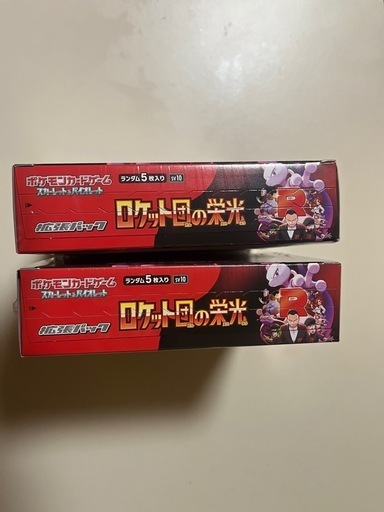 ポケモンカードゲーム
スカーレット&バイオレット
拡張パック
ランダム5枚入り SV10
ロケット団の栄光
R
ポケモンカードゲーム
スカーレット&バイオレット
拡張パック
ランダム5枚入り SV10
ロケット団の栄光
R